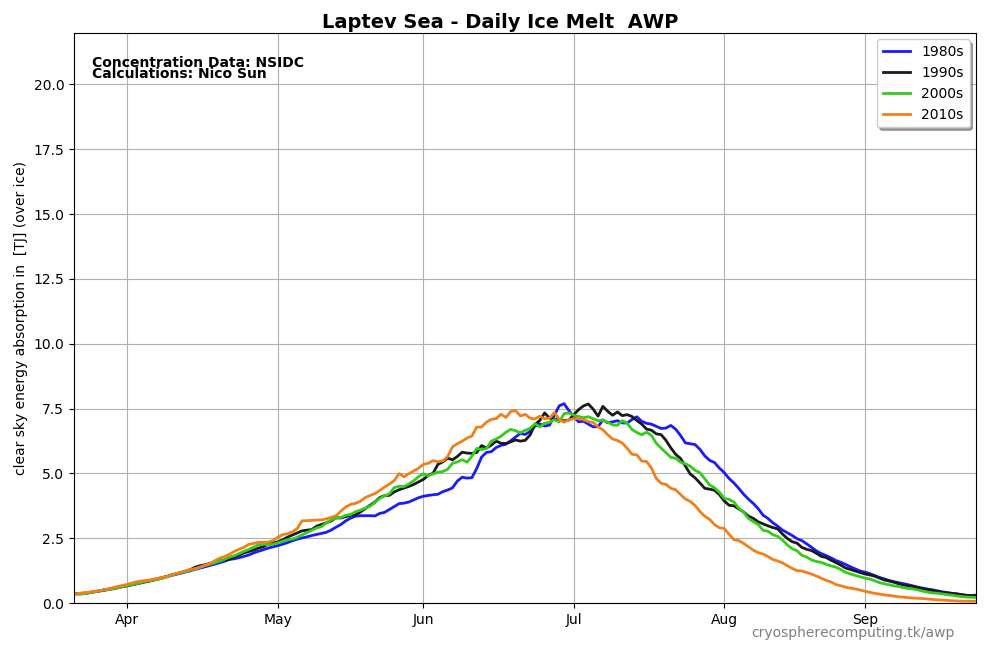 Laptev Sea - Daily Ice Melt  AWP
Concentration Data: NSIDC
Calculations: Nico Sun
1980s
1990s
2000s
2010s
clear sky energy absorption in  [TJ] (over ice)
20.0
17.5
15.0
12.5
10.0
7.5
5.0
2.5
0.0
Apr May Jun Jul Aug Sep
cryospherecomputing.tk/awp